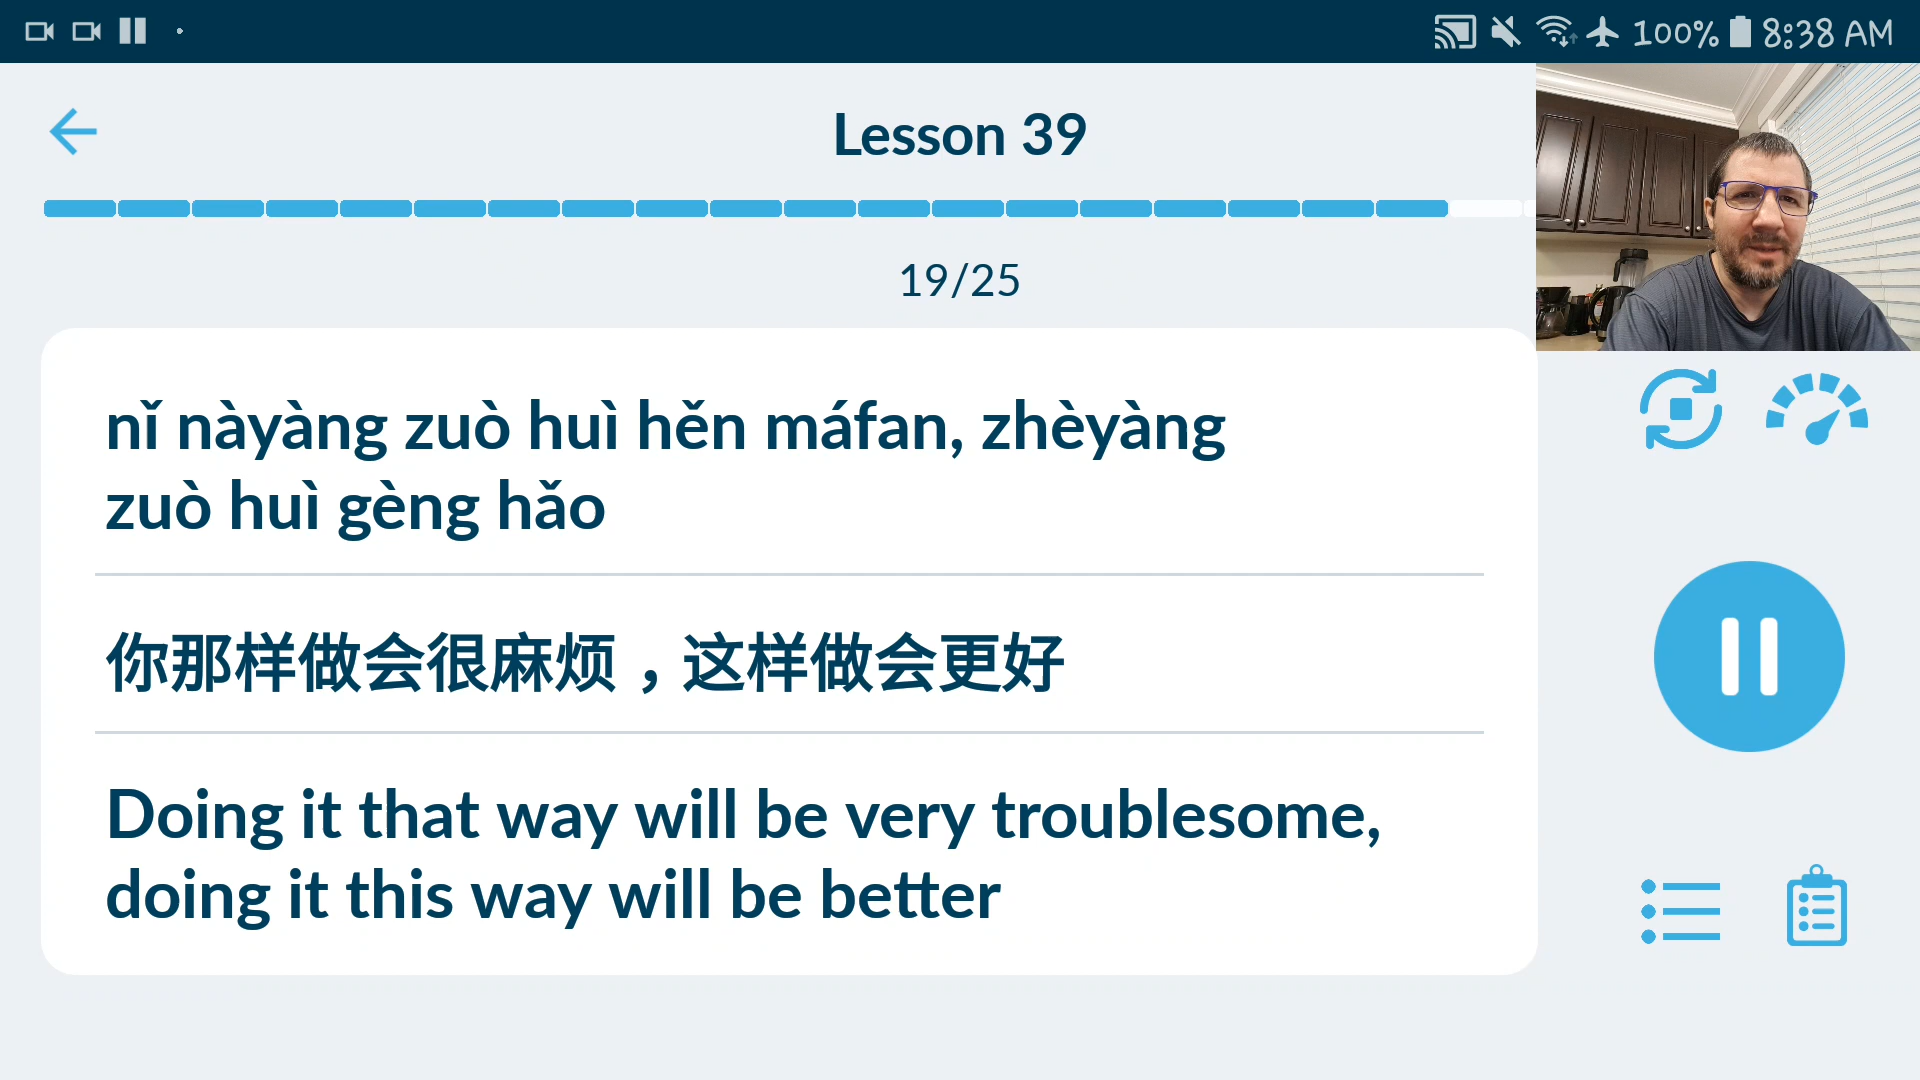 100% 8:38 AM
Lesson 39
19/25
nǐ nàyàng zuò huì hěn máfan, zhèyàng
zuò huì gèng hǎo
你那样做会很麻烦，这样做会更好
Doing it that way will be very troublesome,
doing it this way will be better